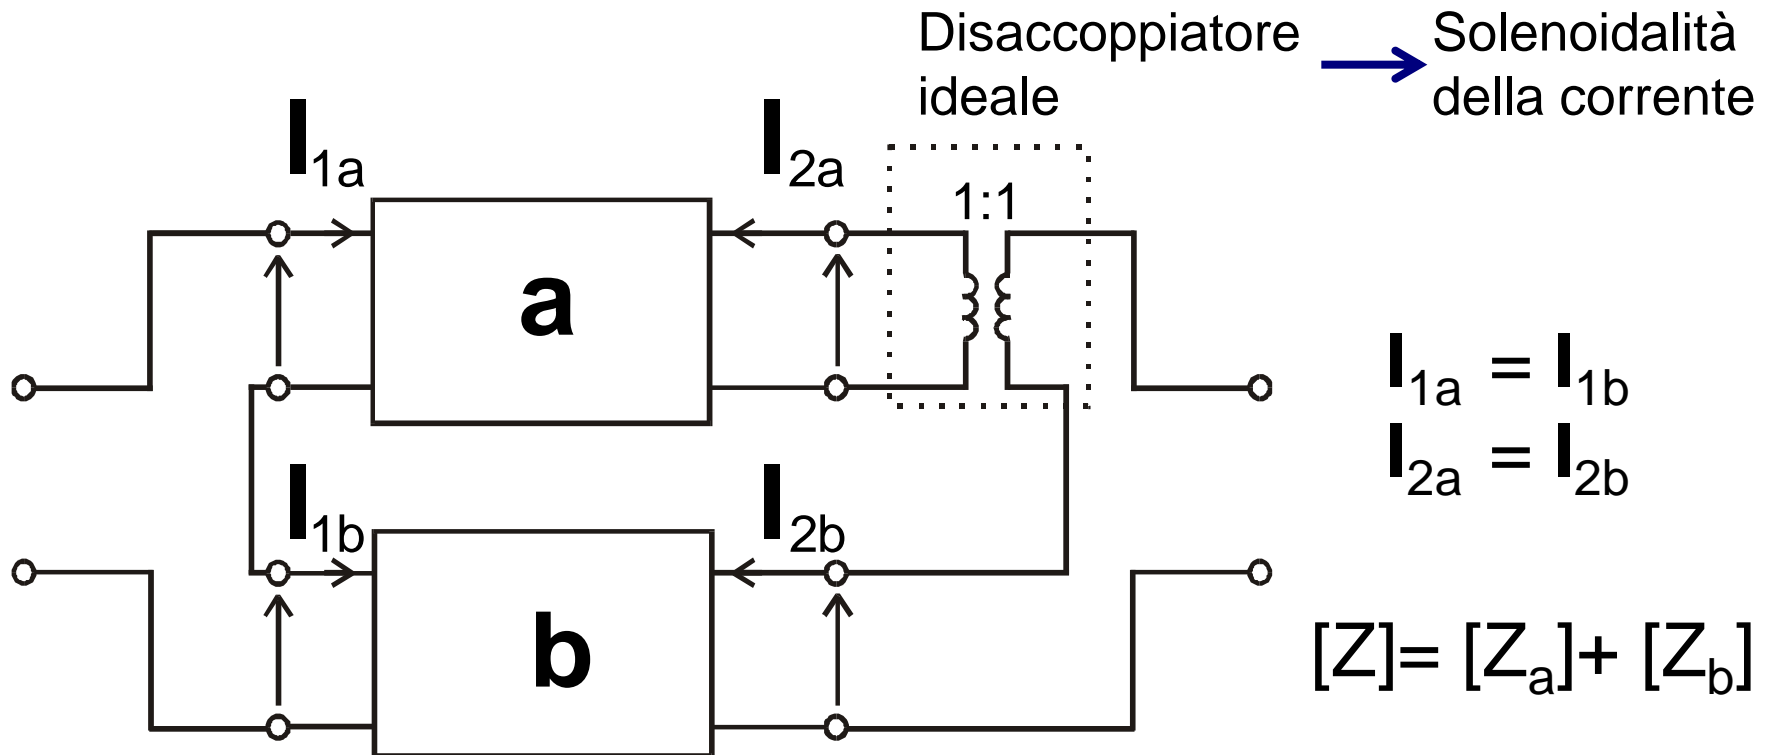 Disaccoppiatore ideale
Solenoidalità della corrente
I1a
I2a
1:1
a
I1a = I1b
I2a = I2b
I1b
I2b
b
[Z]= [Za]+ [Zb]